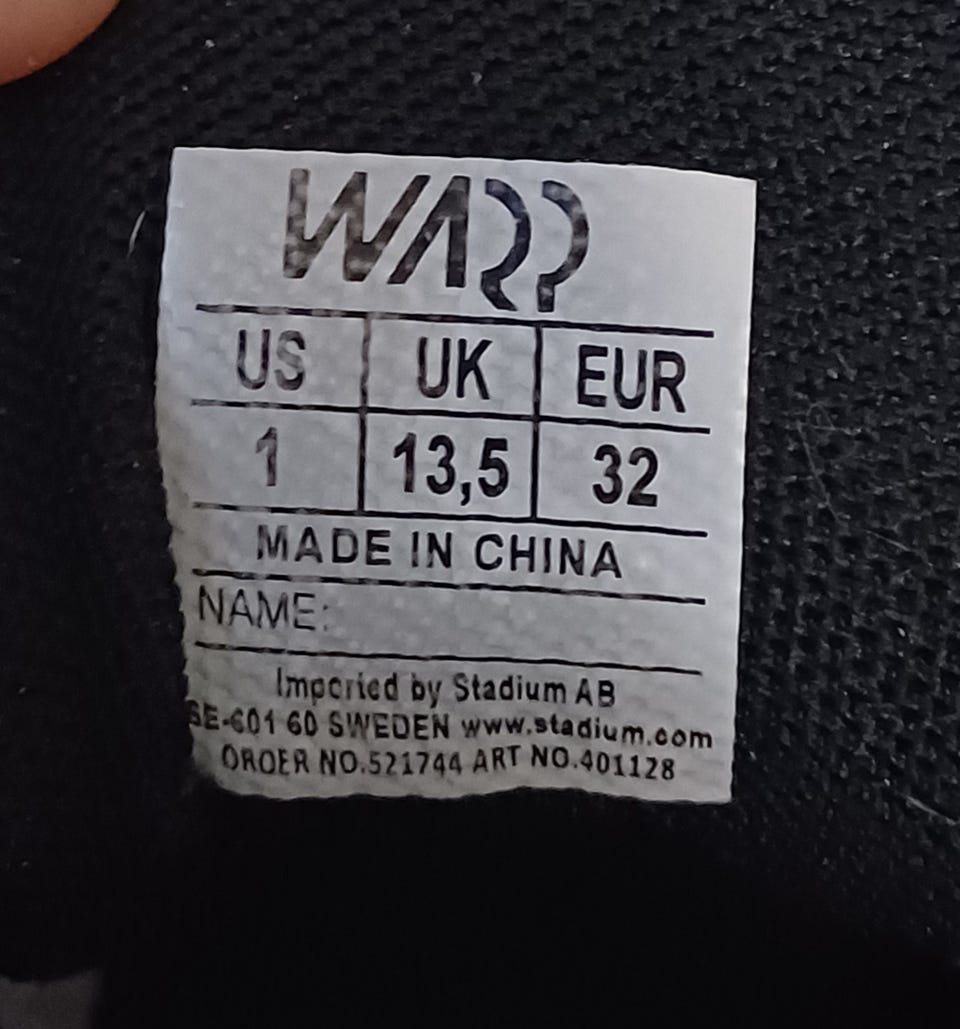 WARP
US UK EUR
1 13,5 32
MADE IN CHINA
NAME:
Imported by Stadium AB
SE-601 60 SWEDEN www.stadium.com
ORDER NO.521744 ART NO.401128